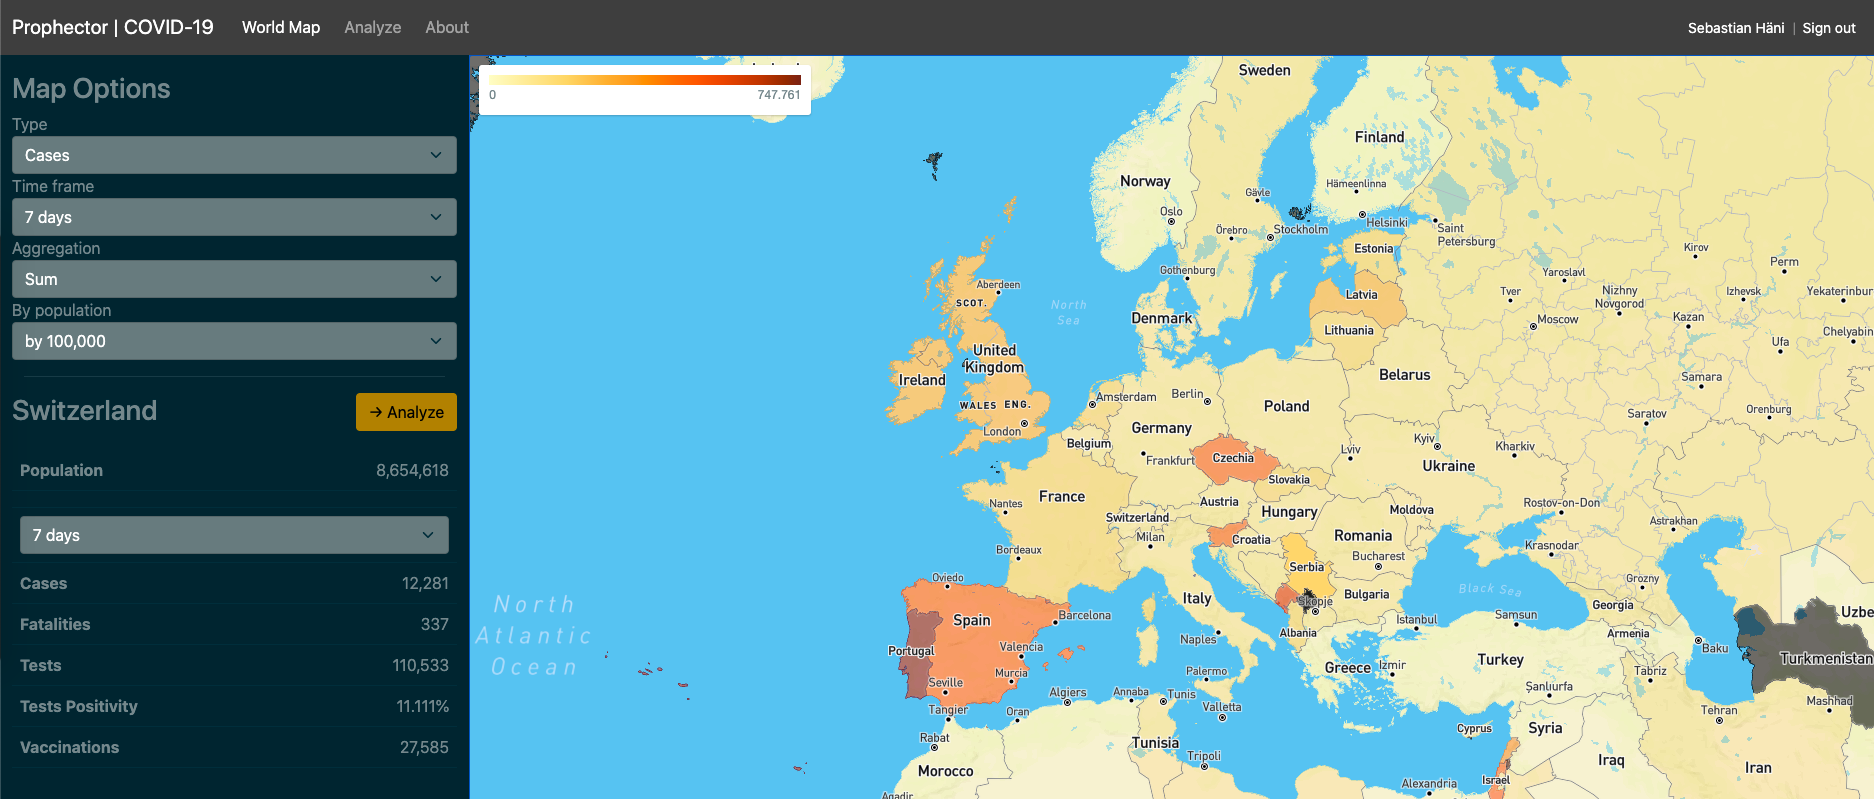 Prophector | COVID-19 World Map Analyze About Sebastian Häni | Sign out
Map Options
Type
Cases
Time frame
7 days
Aggregation
Sum
By population
by 100,000
Switzerland
→ Analyze
Population 8,654,618
7 days
Cases 12,281
Fatalities 337
Tests 110,533
Tests Positivity 11.111%
Vaccinations 27,585
0 747.761
Sweden
Finland
Norway
Hämeenlinna
Gävle
Oslo
Helsinki
Örebro
Stockholm
Saint
Petersburg
Estonia
Kirov
Perm
Gothenburg
Yaroslavl
Aberdeen
SCOT.
North
Sea
Latvia
Tver
Nizhny
Novgorod
Izhevsk
Yekaterinbur
Denmark
Lithuania
Moscow
Kazan
Chelyabin
Ufa
United
Kingdom
Ireland
Belarus
Samara
Amsterdam
Berlin
WALES
ENG.
Poland
Saratov
Orenburg
London
Germany
Belgium
Kyiv
Kharkiv
Lviv
Frankfurt
Czechia
Ukraine
Slovakia
France
Nantes
Austria
Rostov-on-Don
Switzerland
Hungary
Moldova
Astrakhan
Milan
Croatia
Romania
Krasnodar
Bordeaux
Bucharest
Serbia
Oviedo
Grozny
Black Sea
North
Atlantic
Ocean
Italy
Skopje
Bulgaria
Georgia
Uzbe
Barcelona
Spain
Istanbul
Samsun
Naples
Albania
Armenia
Valencia
Portugal
Baku
Turkmenistan
Greece
Izmir
Turkey
Palermo
Murcia
Tabriz
Seville
Şanlıurfa
Algiers
Annaba
Tunis
Valletta
Mashhad
Tangier
Oran
Tehran
Cyprus
Syria
Rabat
Tunisia
Tripoli
Iraq
Iran
Morocco
Israel
Alexandria
Agadir